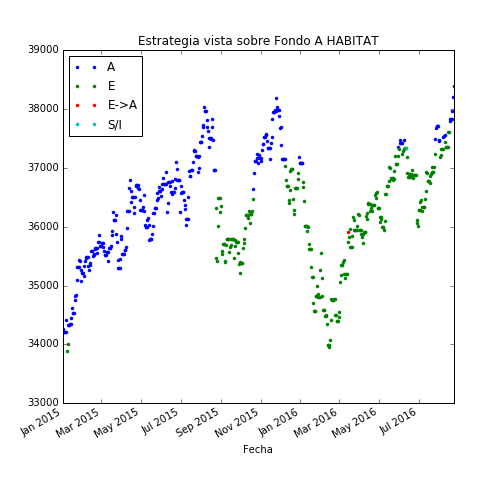 Estrategia vista sobre Fondo A HABITAT
39000
38000
37000
36000
35000
34000
33000
A
E
E->A
S/I
Jan 2015
Mar 2015
May 2015
Jul 2015
Sep 2015
Nov 2015
Jan 2016
Mar 2016
May 2016
Jul 2016
Fecha